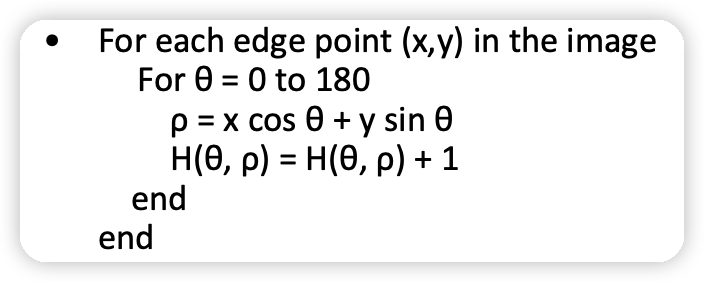 • For each edge point (x,y) in the image
For θ = 0 to 180
ρ = x cos θ + y sin θ
H(θ, ρ) = H(θ, ρ) + 1
end
end